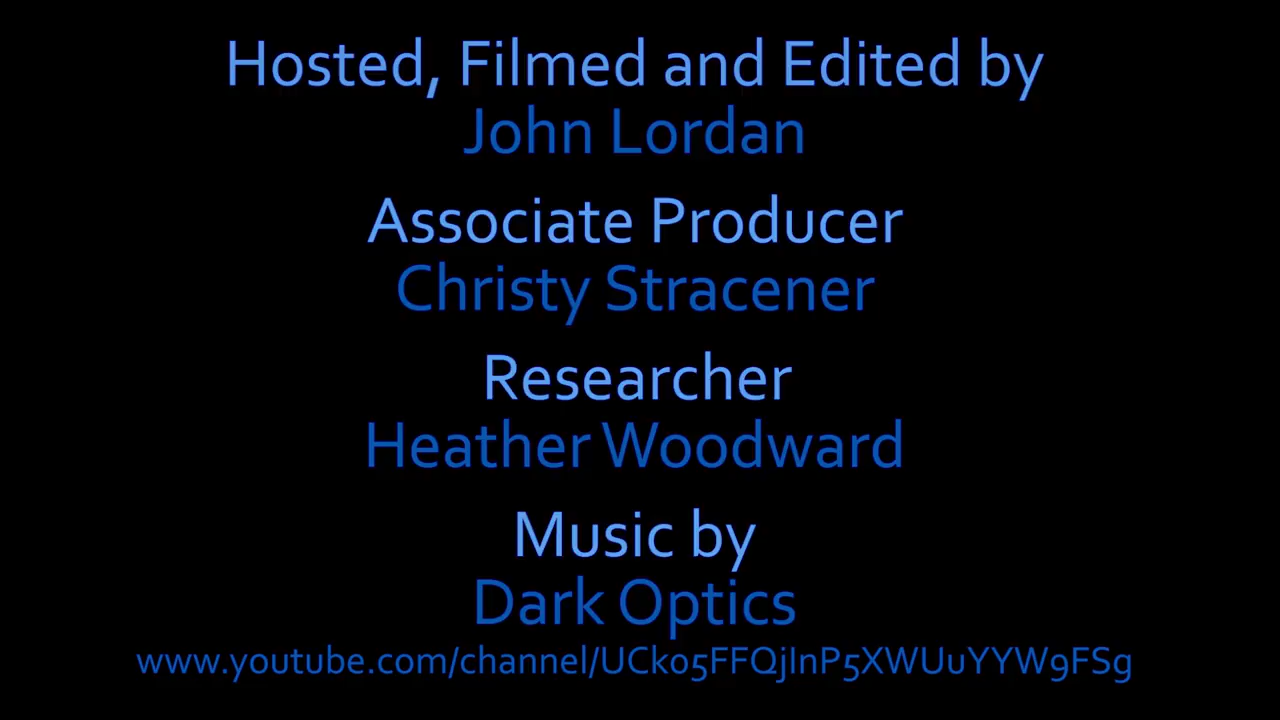 Hosted, Filmed and Edited by
John Lordan
Associate Producer
Christy Stracener
Researcher
Heather Woodward
Music by
Dark Optics
www.youtube.com/channel/UCko5FFQjInP5XWUuYYW9FSg